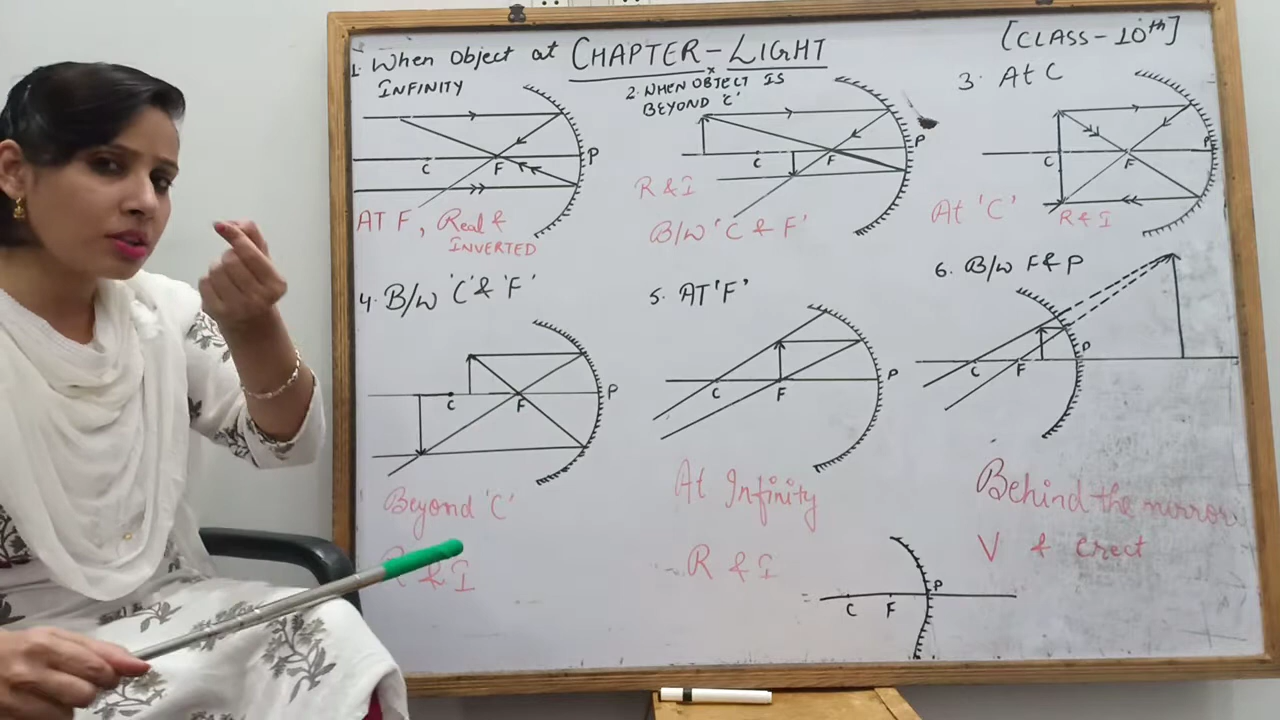 CHAPTER-LIGHT
[CLASS-10th]
1. When Object at
INFINITY
C F P
AT F, Real &
INVERTED
2. WHEN OBJECT IS
BEYOND 'C'
C F P
R & I
B/W 'C & F'
3. At C
C F P
At 'C'
R & I
4. B/W 'C' & 'F'
C F P
Beyond 'C'
R & I
5. AT 'F'
C F P
At Infinity
R & I
6. B/W F & P
C F P
Behind the mirror
V & erect
C F P